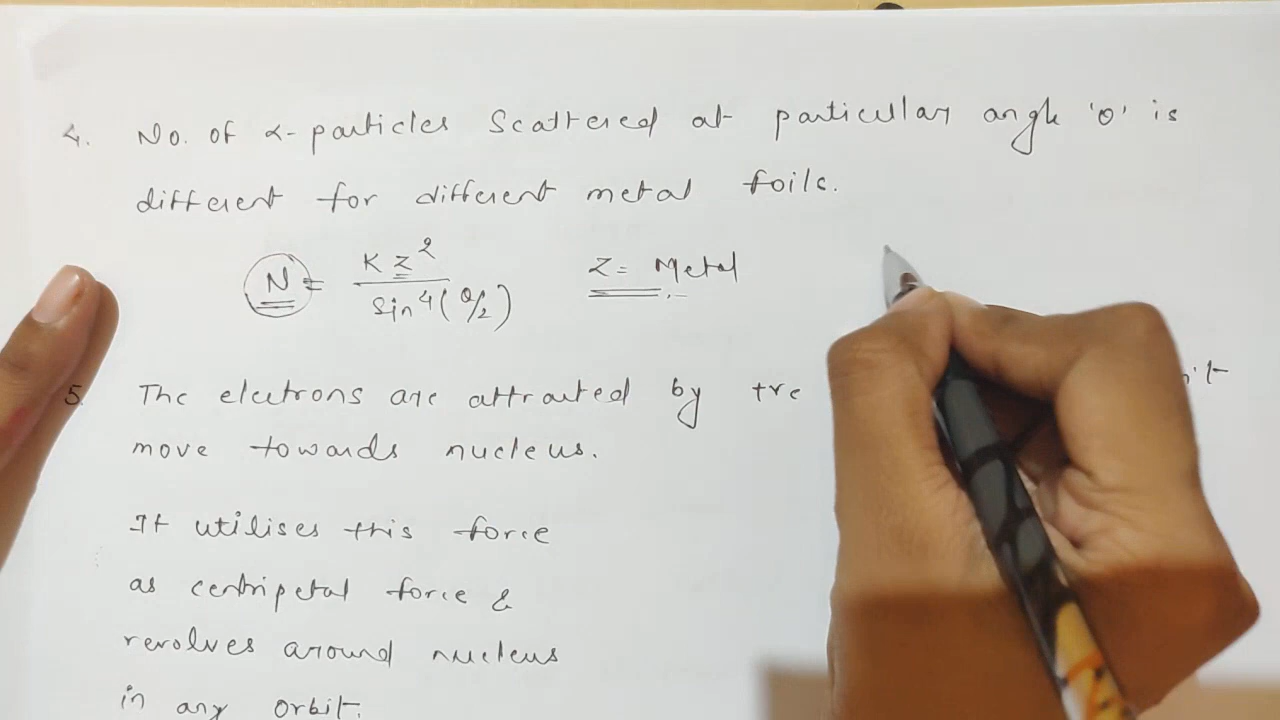 4. No. of α-particles Scattered at particular angle 'θ' is
different for different metal foils.
N = Kz² / Sin⁴(θ/2) Z = Metal
5. The electrons are attracted by +ve
move towards nucleus.
It utilises this force
as centripetal force &
revolves around nucleus
in any orbit.